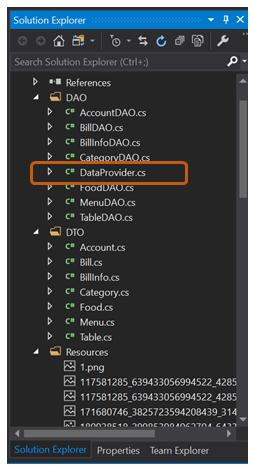 Solution Explorer
Search Solution Explorer (Ctrl+;)
References
DAO
C# AccountDAO.cs
C# BillDAO.cs
C# BillInfoDAO.cs
C# CategoryDAO.cs
C# DataProvider.cs
C# FoodDAO.cs
C# MenuDAO.cs
C# TableDAO.cs
DTO
C# Account.cs
C# Bill.cs
C# BillInfo.cs
C# Category.cs
C# Food.cs
C# Menu.cs
C# Table.cs
Resources
1.png
117581285_639433056994522_4285
117581285_639433056994522_4285
171680746_3825723594208439_314
Solution Explorer Properties Team Explorer